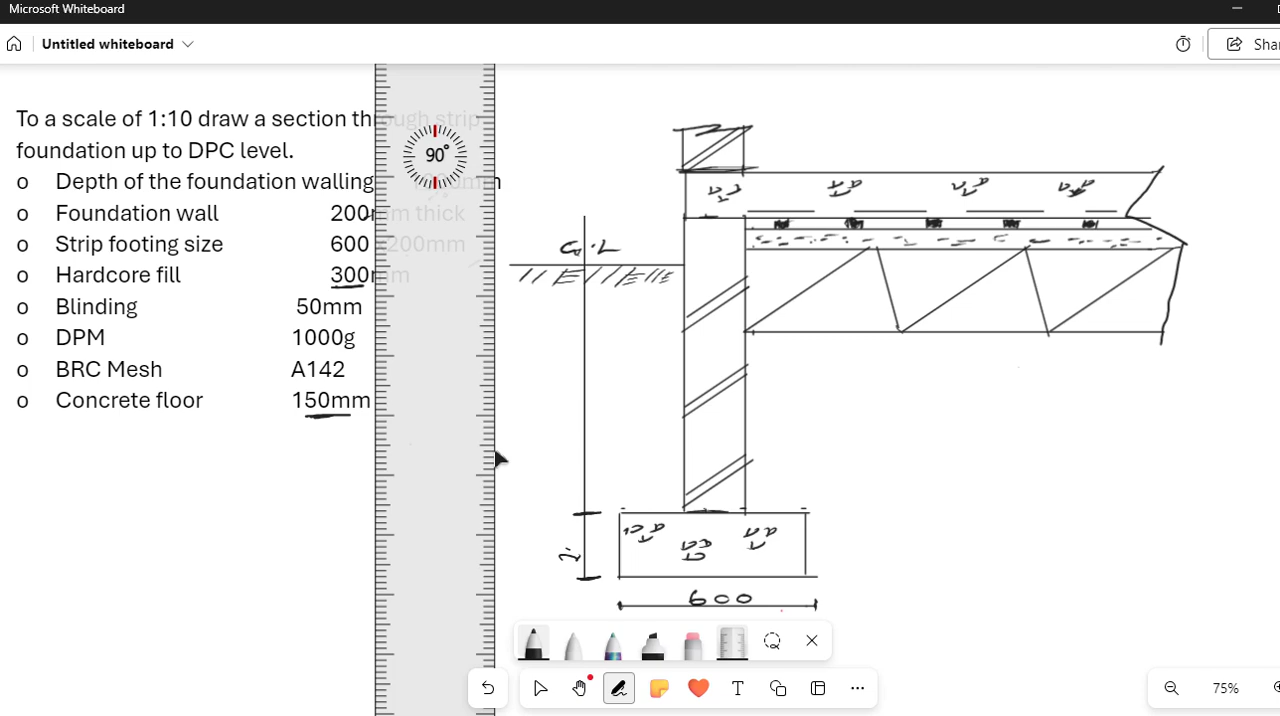 Microsoft Whiteboard
Untitled whiteboard
Shar
To a scale of 1:10 draw a section through strip
foundation up to DPC level.
o Depth of the foundation walling
o Foundation wall 200mm thick
o Strip footing size 600 x200mm
o Hardcore fill 300mm
o Blinding 50mm
o DPM 1000g
o BRC Mesh A142
o Concrete floor 150mm
90°
G.L
600
75%